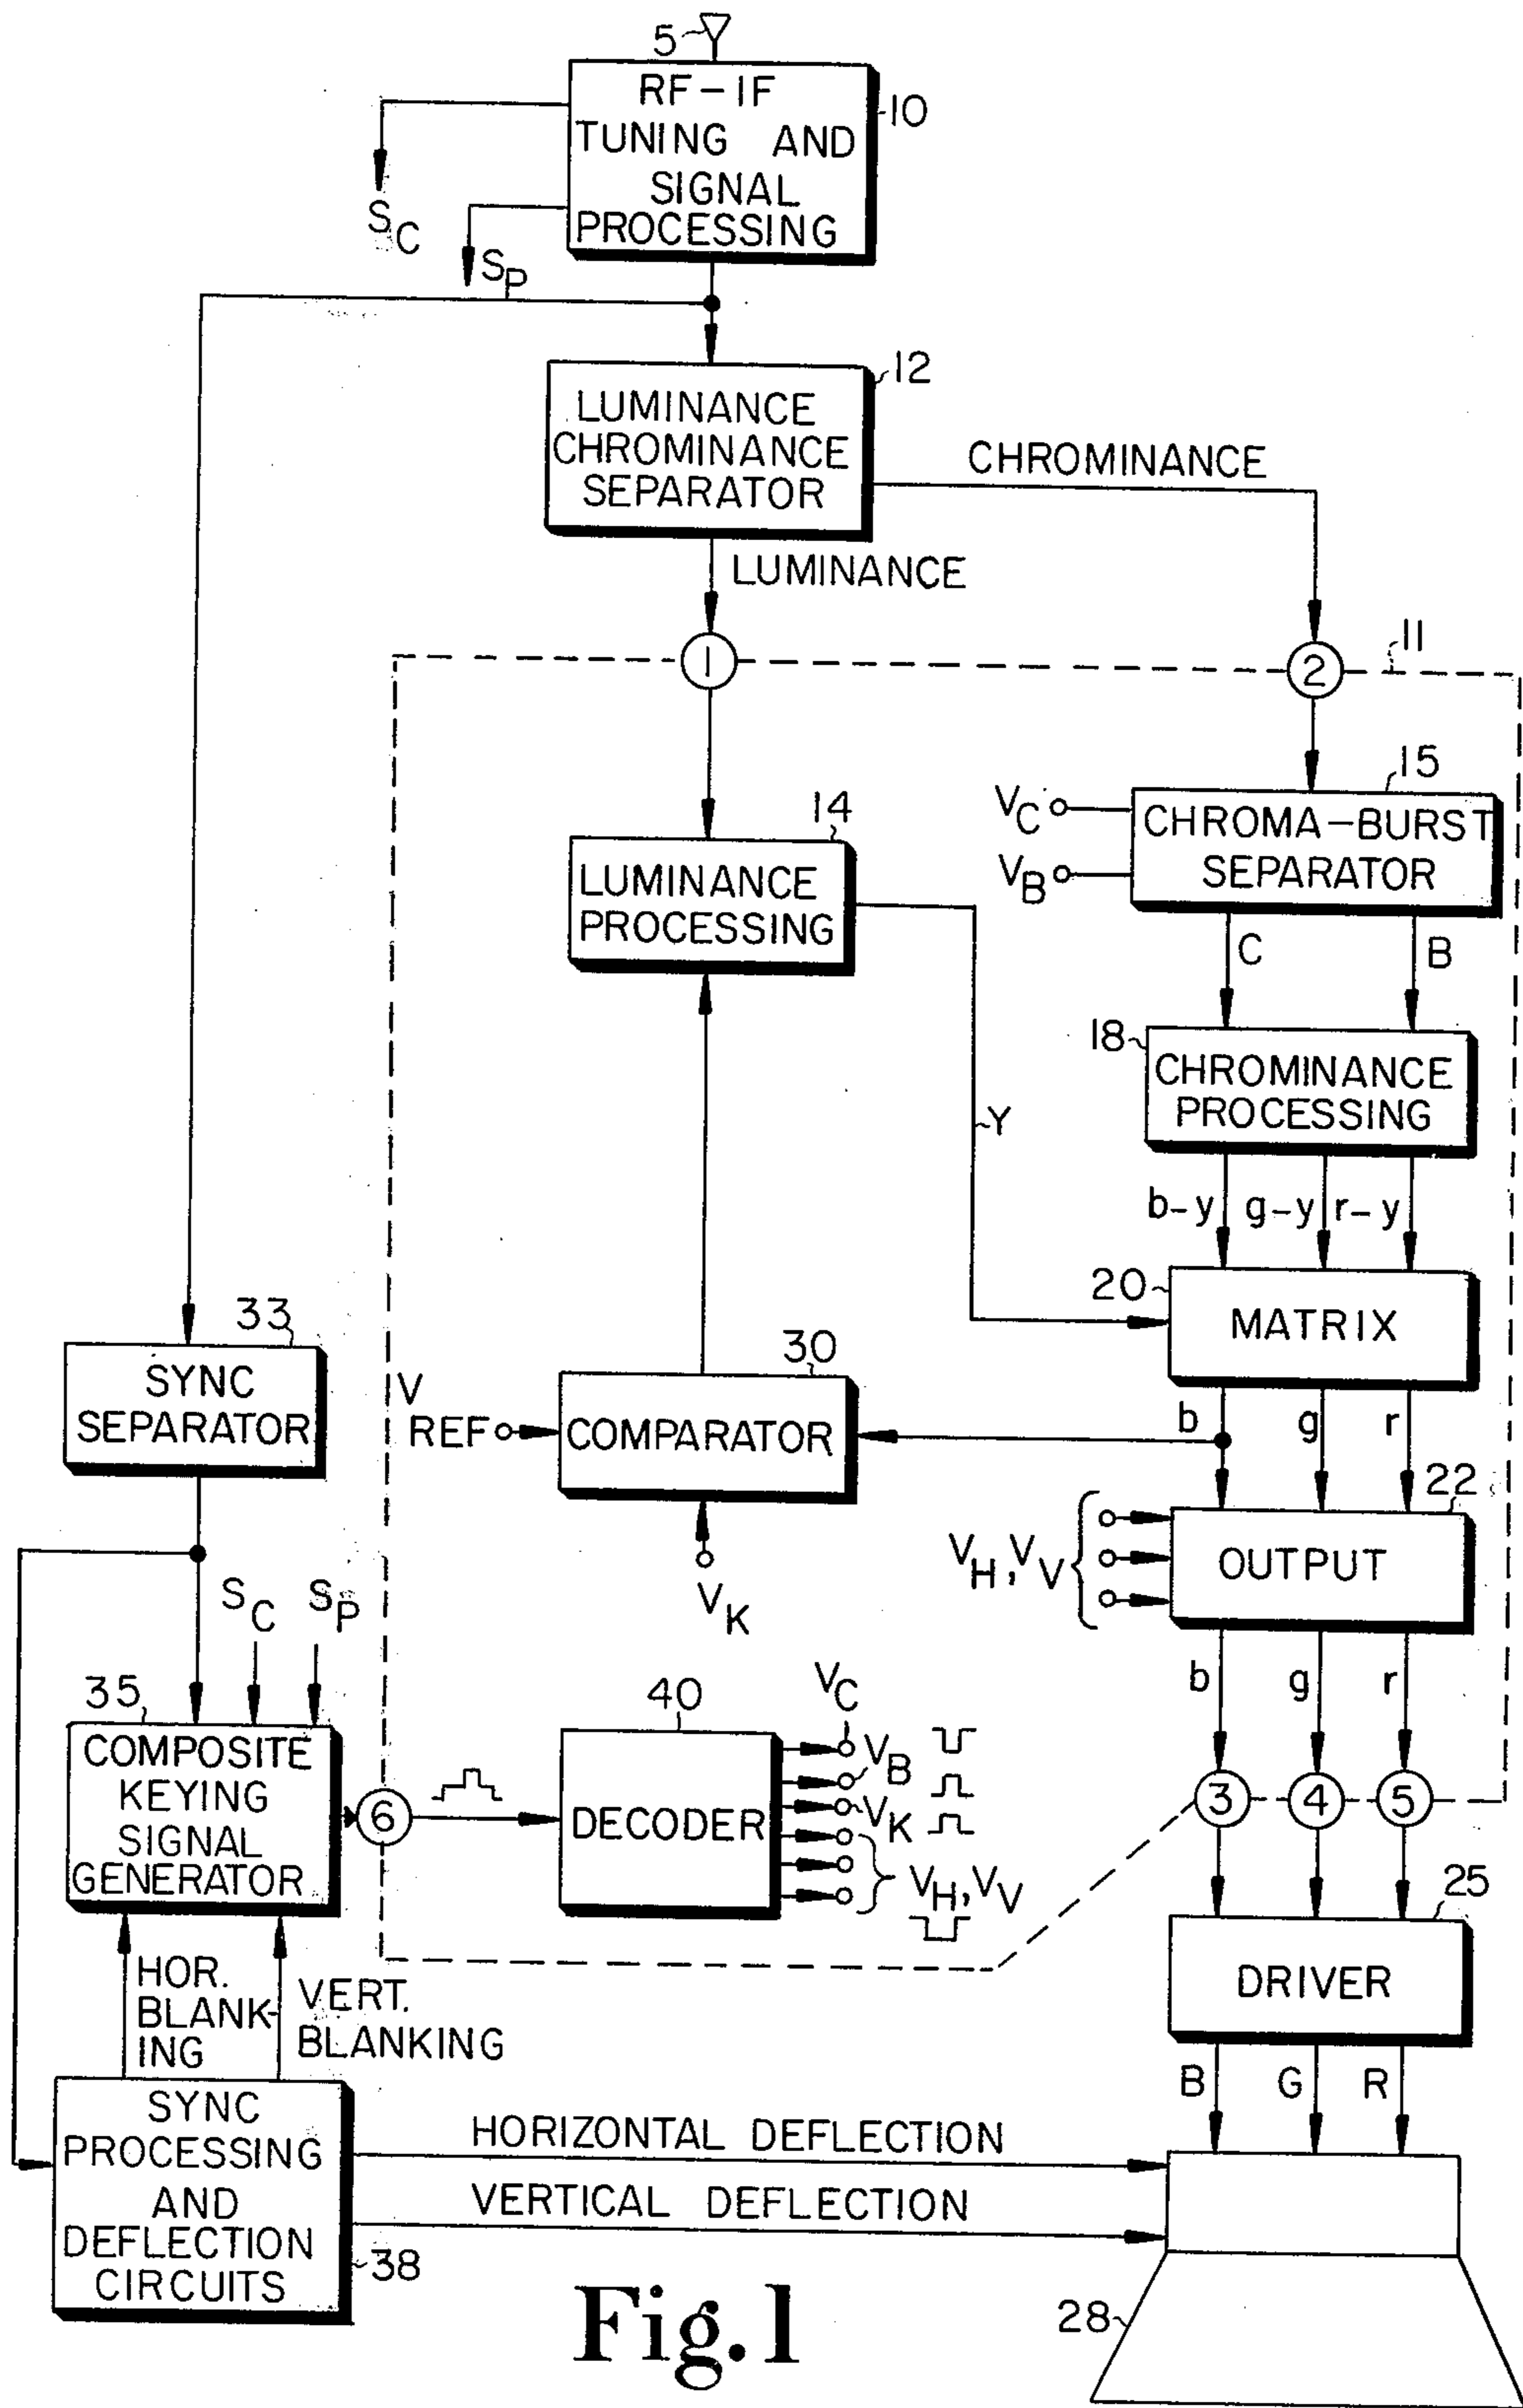 5
RF-IF
TUNING AND
SIGNAL
PROCESSING
10
SC
SP
12
LUMINANCE
CHROMINANCE
SEPARATOR
CHROMINANCE
LUMINANCE
1
2
11
15
VC
VB
CHROMA-BURST
SEPARATOR
14
LUMINANCE
PROCESSING
C
B
18
CHROMINANCE
PROCESSING
Y
b-y
g-y
r-y
20
MATRIX
33
SYNC
SEPARATOR
30
V
REF
COMPARATOR
b
g
r
VK
22
VH, VV
OUTPUT
SC
SP
b
g
r
35
COMPOSITE
KEYING
SIGNAL
GENERATOR
6
40
DECODER
VC
VB
VK
VH, VV
3
4
5
25
DRIVER
HOR.
BLANK-
ING
VERT.
BLANKING
B
G
R
SYNC
PROCESSING
AND
DEFLECTION
CIRCUITS
38
HORIZONTAL DEFLECTION
VERTICAL DEFLECTION
28
Fig. 1